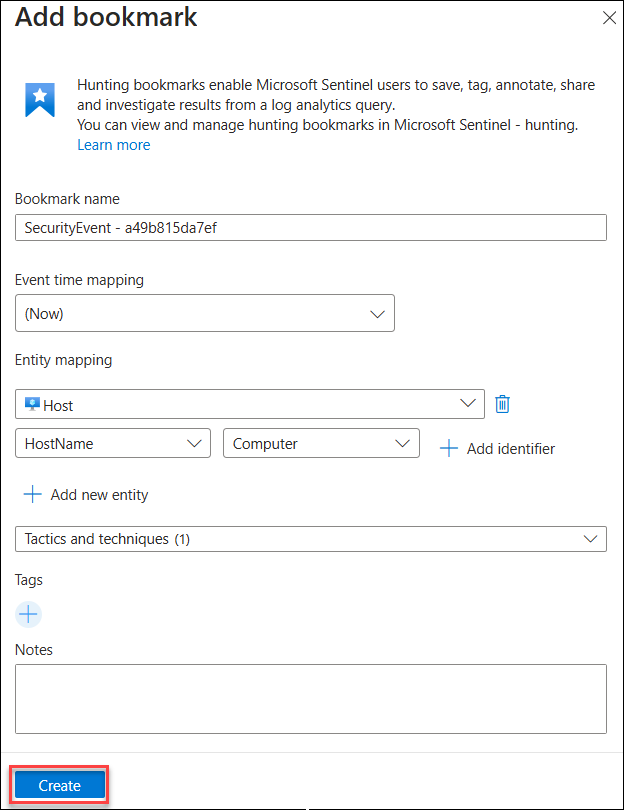 Add bookmark
Hunting bookmarks enable Microsoft Sentinel users to save, tag, annotate, share
and investigate results from a log analytics query.
You can view and manage hunting bookmarks in Microsoft Sentinel - hunting.
Learn more
Bookmark name
SecurityEvent - a49b815da7ef
Event time mapping
(Now)
Entity mapping
Host
HostName Computer Add identifier
Add new entity
Tactics and techniques (1)
Tags
Notes
Create